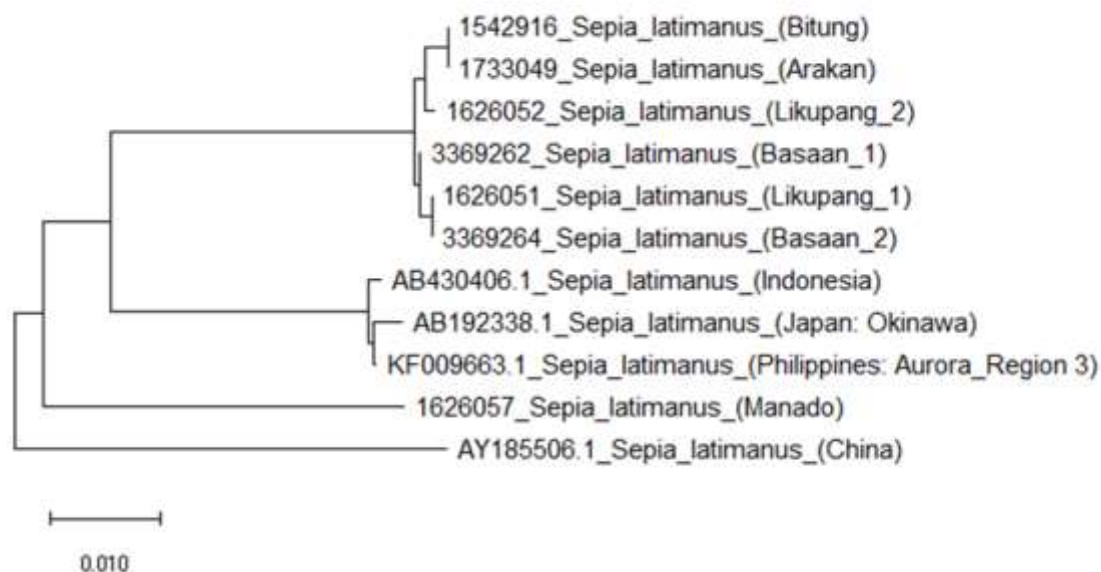 1542916_Sepia_latimanus_(Bitung)
1733049_Sepia_latimanus_(Arakan)
1626052_Sepia_latimanus_(Likupang_2)
3369262_Sepia_latimanus_(Basaan_1)
1626051_Sepia_latimanus_(Likupang_1)
3369264_Sepia_latimanus_(Basaan_2)
AB430406.1_Sepia_latimanus_(Indonesia)
AB192338.1_Sepia_latimanus_(Japan: Okinawa)
KF009663.1_Sepia_latimanus_(Philippines: Aurora_Region 3)
1626057_Sepia_latimanus_(Manado)
AY185506.1_Sepia_latimanus_(China)
0.010